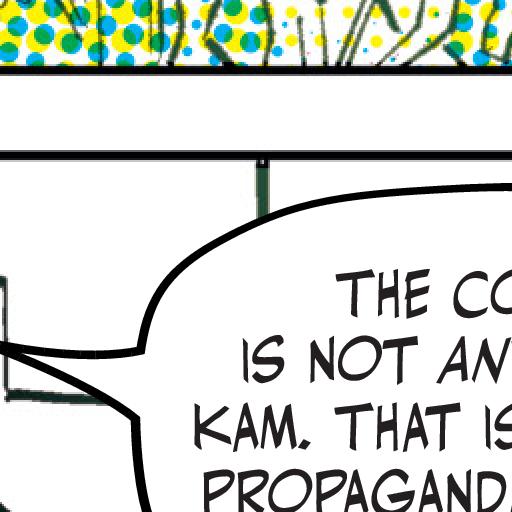 THE CO
IS NOT AN
KAM. THAT IS
PROPAGAND